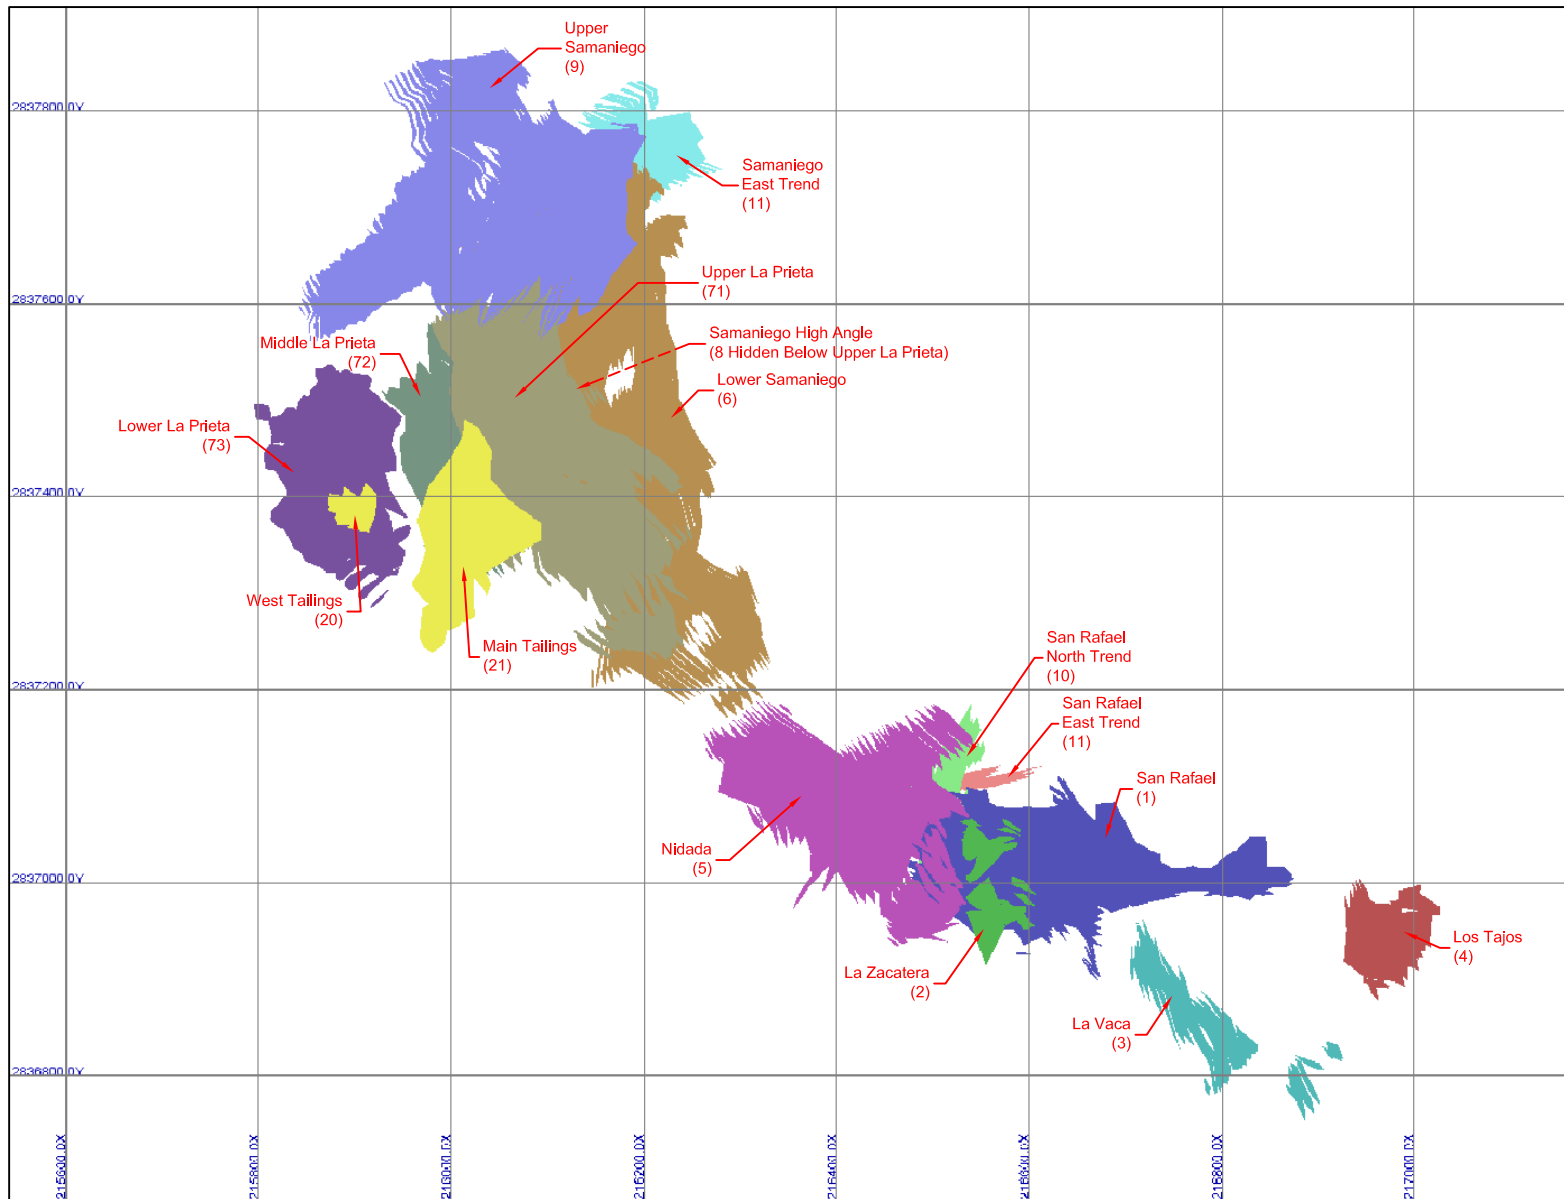 Upper
Samaniego
(9)
2837800.0Y
Samaniego
East Trend
(11)
Upper La Prieta
(71)
2837600.0Y
Middle La Prieta
(72)
Samaniego High Angle
(8 Hidden Below Upper La Prieta)
Lower Samaniego
(6)
Lower La Prieta
(73)
2837400.0Y
West Tailings
(20)
Main Tailings
(21)
San Rafael
North Trend
(10)
2837200.0Y
San Rafael
East Trend
(11)
San Rafael
(1)
Nidada
(5)
2837000.0Y
Los Tajos
(4)
La Zacatera
(2)
La Vaca
(3)
2836800.0Y
215600.0X
215800.0X
216000.0X
216200.0X
216400.0X
216600.0X
216800.0X
217000.0X